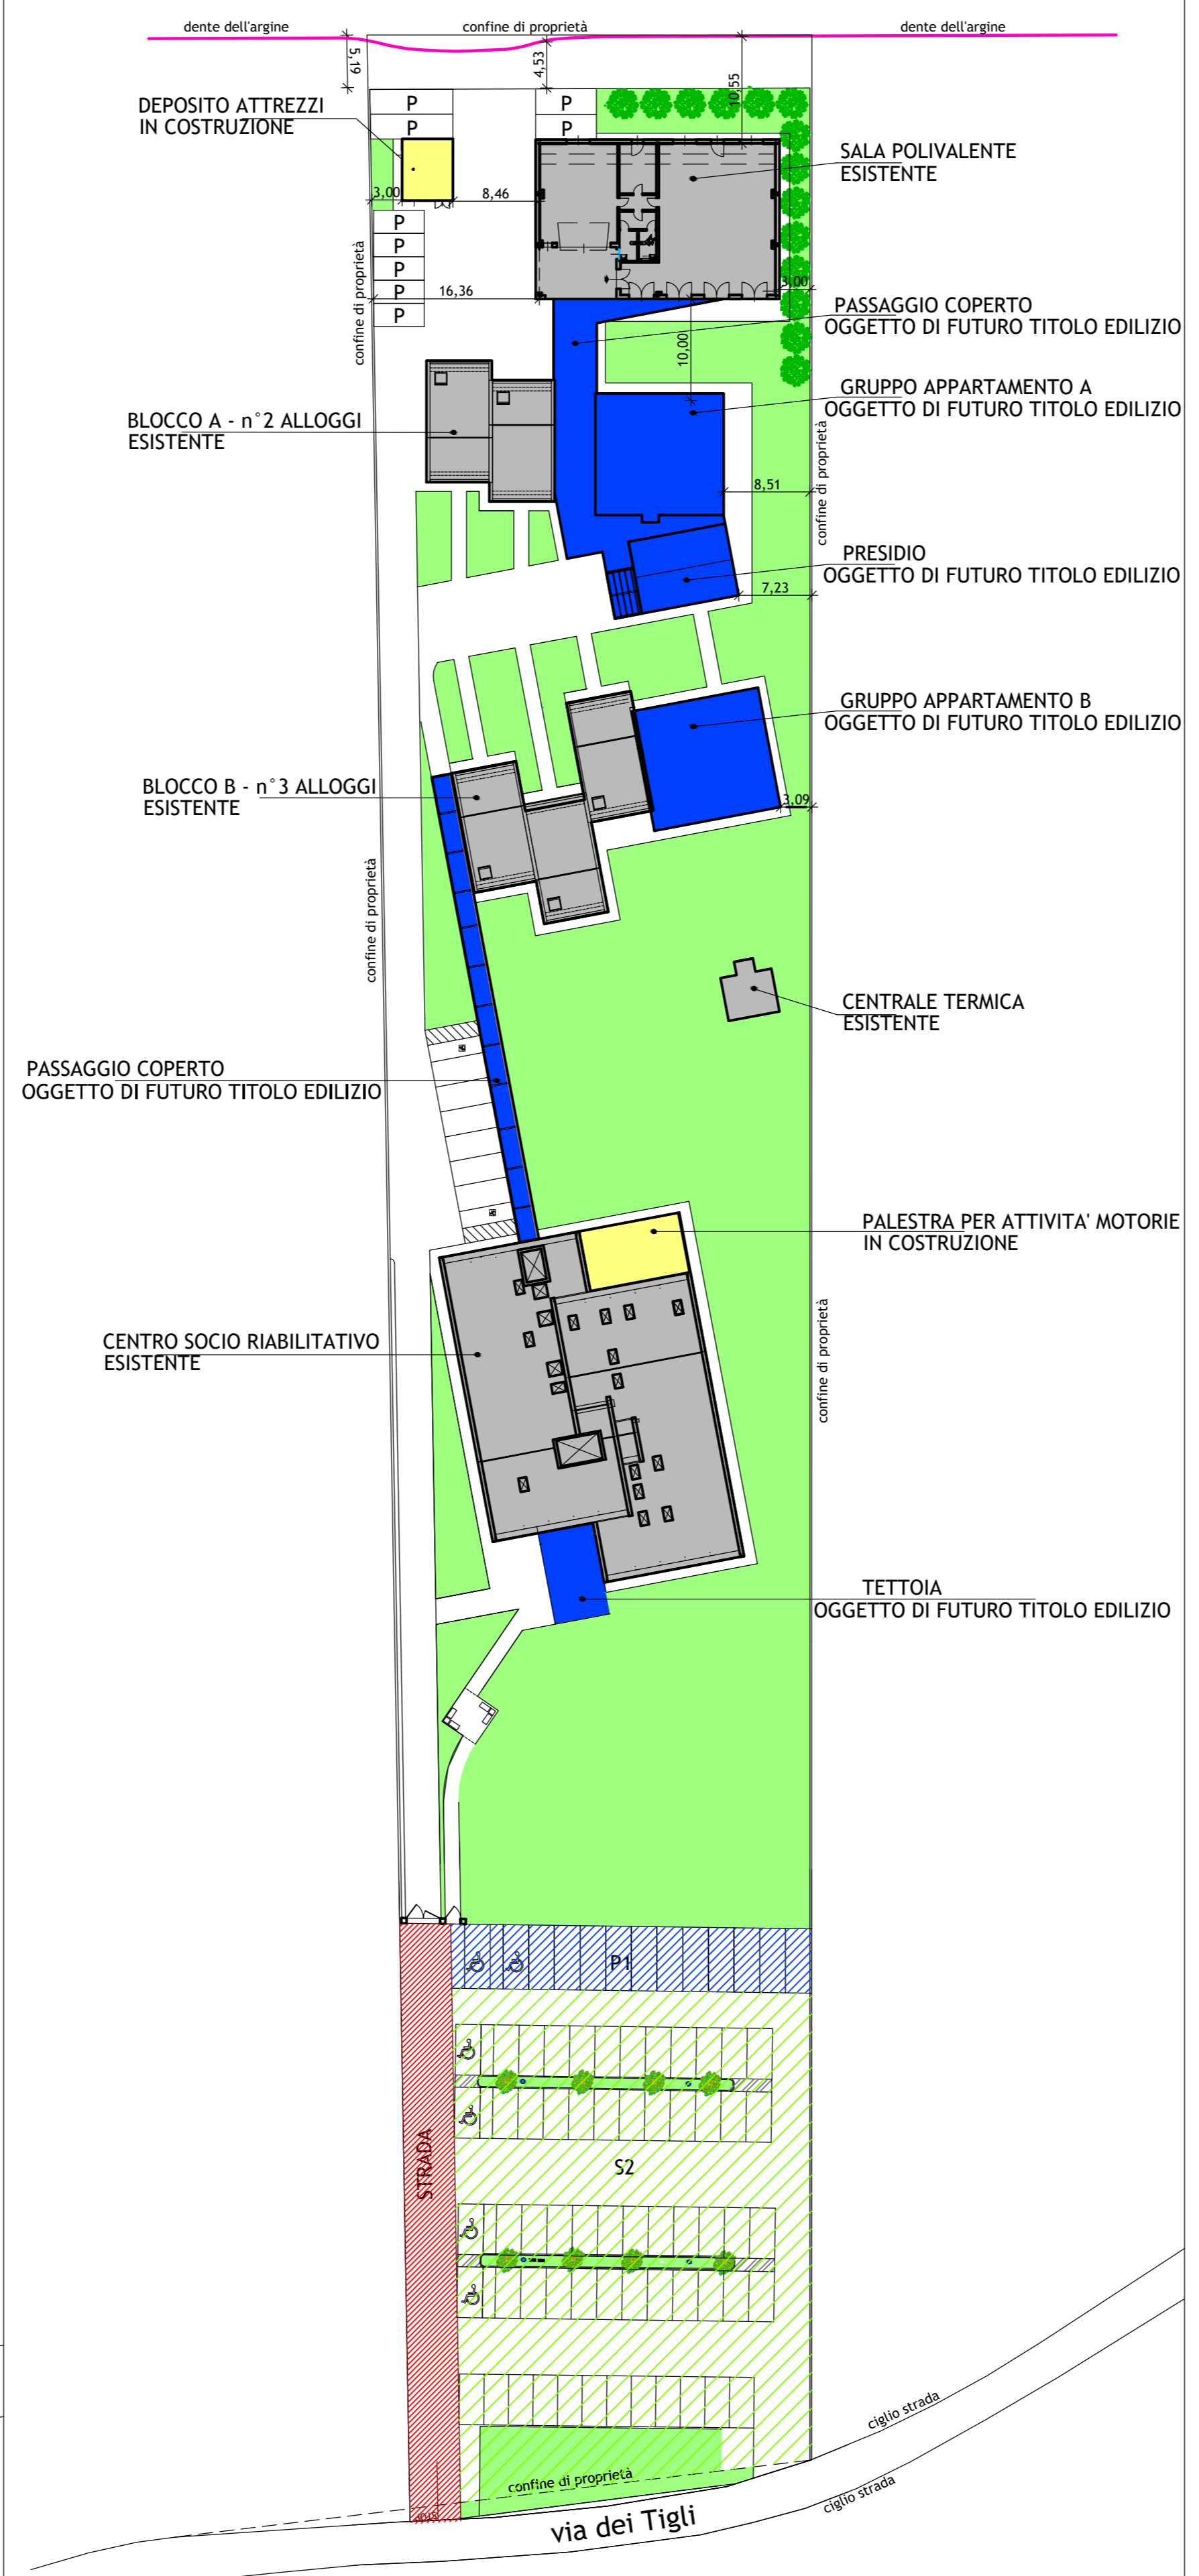 dente dell'argine
confine di proprietà
dente dell'argine
5,19
4,53
10,55
DEPOSITO ATTREZZI
IN COSTRUZIONE
P
P
P
P
SALA POLIVALENTE
ESISTENTE
3,00
8,46
P
P
P
P
P
confine di proprietà
16,36
3,00
PASSAGGIO COPERTO
OGGETTO DI FUTURO TITOLO EDILIZIO
10,00
GRUPPO APPARTAMENTO A
OGGETTO DI FUTURO TITOLO EDILIZIO
BLOCCO A - n°2 ALLOGGI
ESISTENTE
8,51
confine di proprietà
PRESIDIO
OGGETTO DI FUTURO TITOLO EDILIZIO
7,23
GRUPPO APPARTAMENTO B
OGGETTO DI FUTURO TITOLO EDILIZIO
BLOCCO B - n°3 ALLOGGI
ESISTENTE
3,09
confine di proprietà
CENTRALE TERMICA
ESISTENTE
PASSAGGIO COPERTO
OGGETTO DI FUTURO TITOLO EDILIZIO
PALESTRA PER ATTIVITA' MOTORIE
IN COSTRUZIONE
CENTRO SOCIO RIABILITATIVO
ESISTENTE
confine di proprietà
TETTOIA
OGGETTO DI FUTURO TITOLO EDILIZIO
P1
STRADA
S2
ciglio strada
confine di proprietà
ciglio strada
via dei Tigli